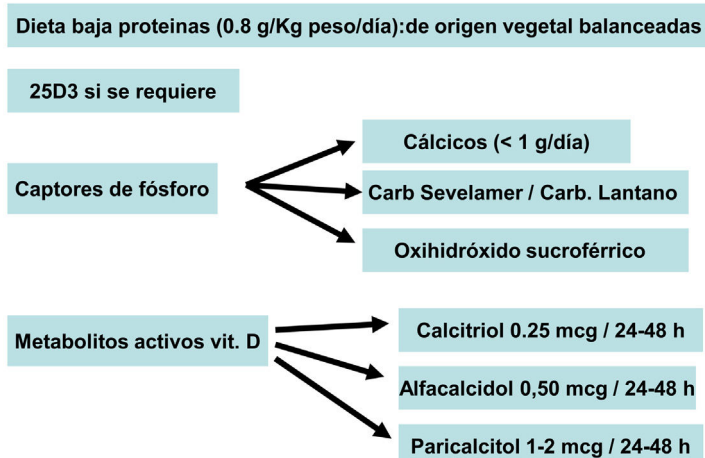 Dieta baja proteinas (0.8 g/Kg peso/día):de origen vegetal balanceadas
25D3 si se requiere
Captores de fósforo
Cálcicos (< 1 g/día)
Carb Sevelamer / Carb. Lantano
Oxihidróxido sucroférrico
Metabolitos activos vit. D
Calcitriol 0.25 mcg / 24-48 h
Alfacalcidol 0,50 mcg / 24-48 h
Paricalcitol 1-2 mcg / 24-48 h